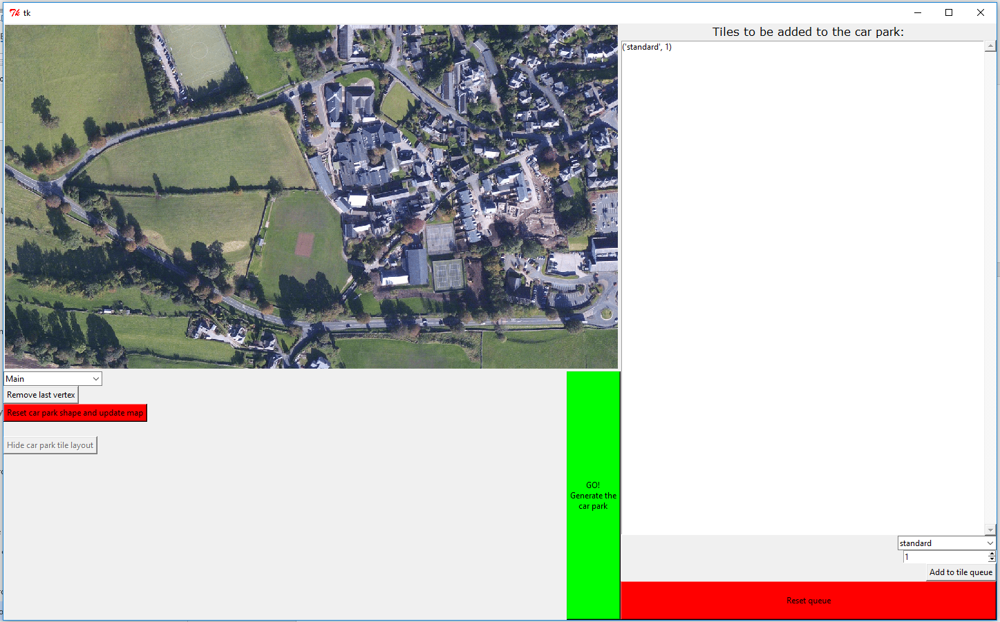 tk
Tiles to be added to the car park:
('standard', 1)
Main
Remove last vertex
Reset car park shape and update map
Hide car park tile layout
GO!
Generate the
car park
standard
1
Add to tile queue
Reset queue